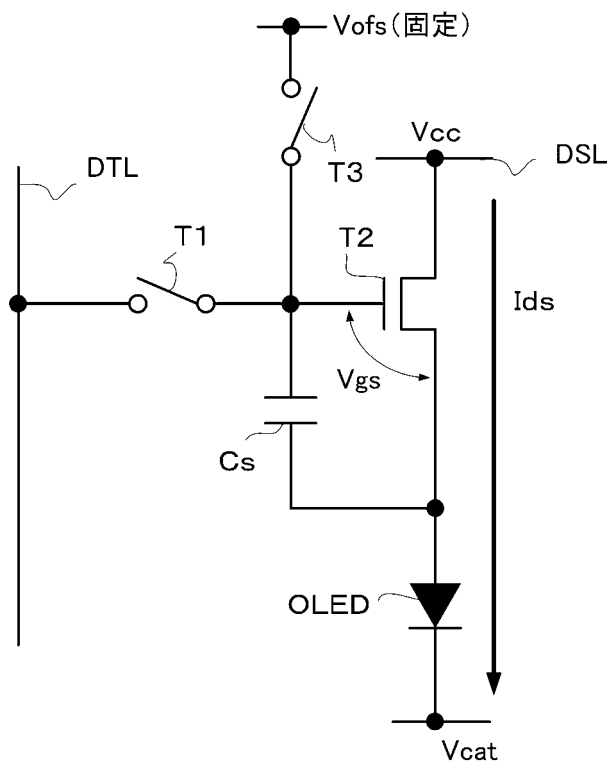 Vofs(固定)
Vcc
DSL
DTL
T3
T1
T2
Ids
Vgs
Cs
OLED
Vcat